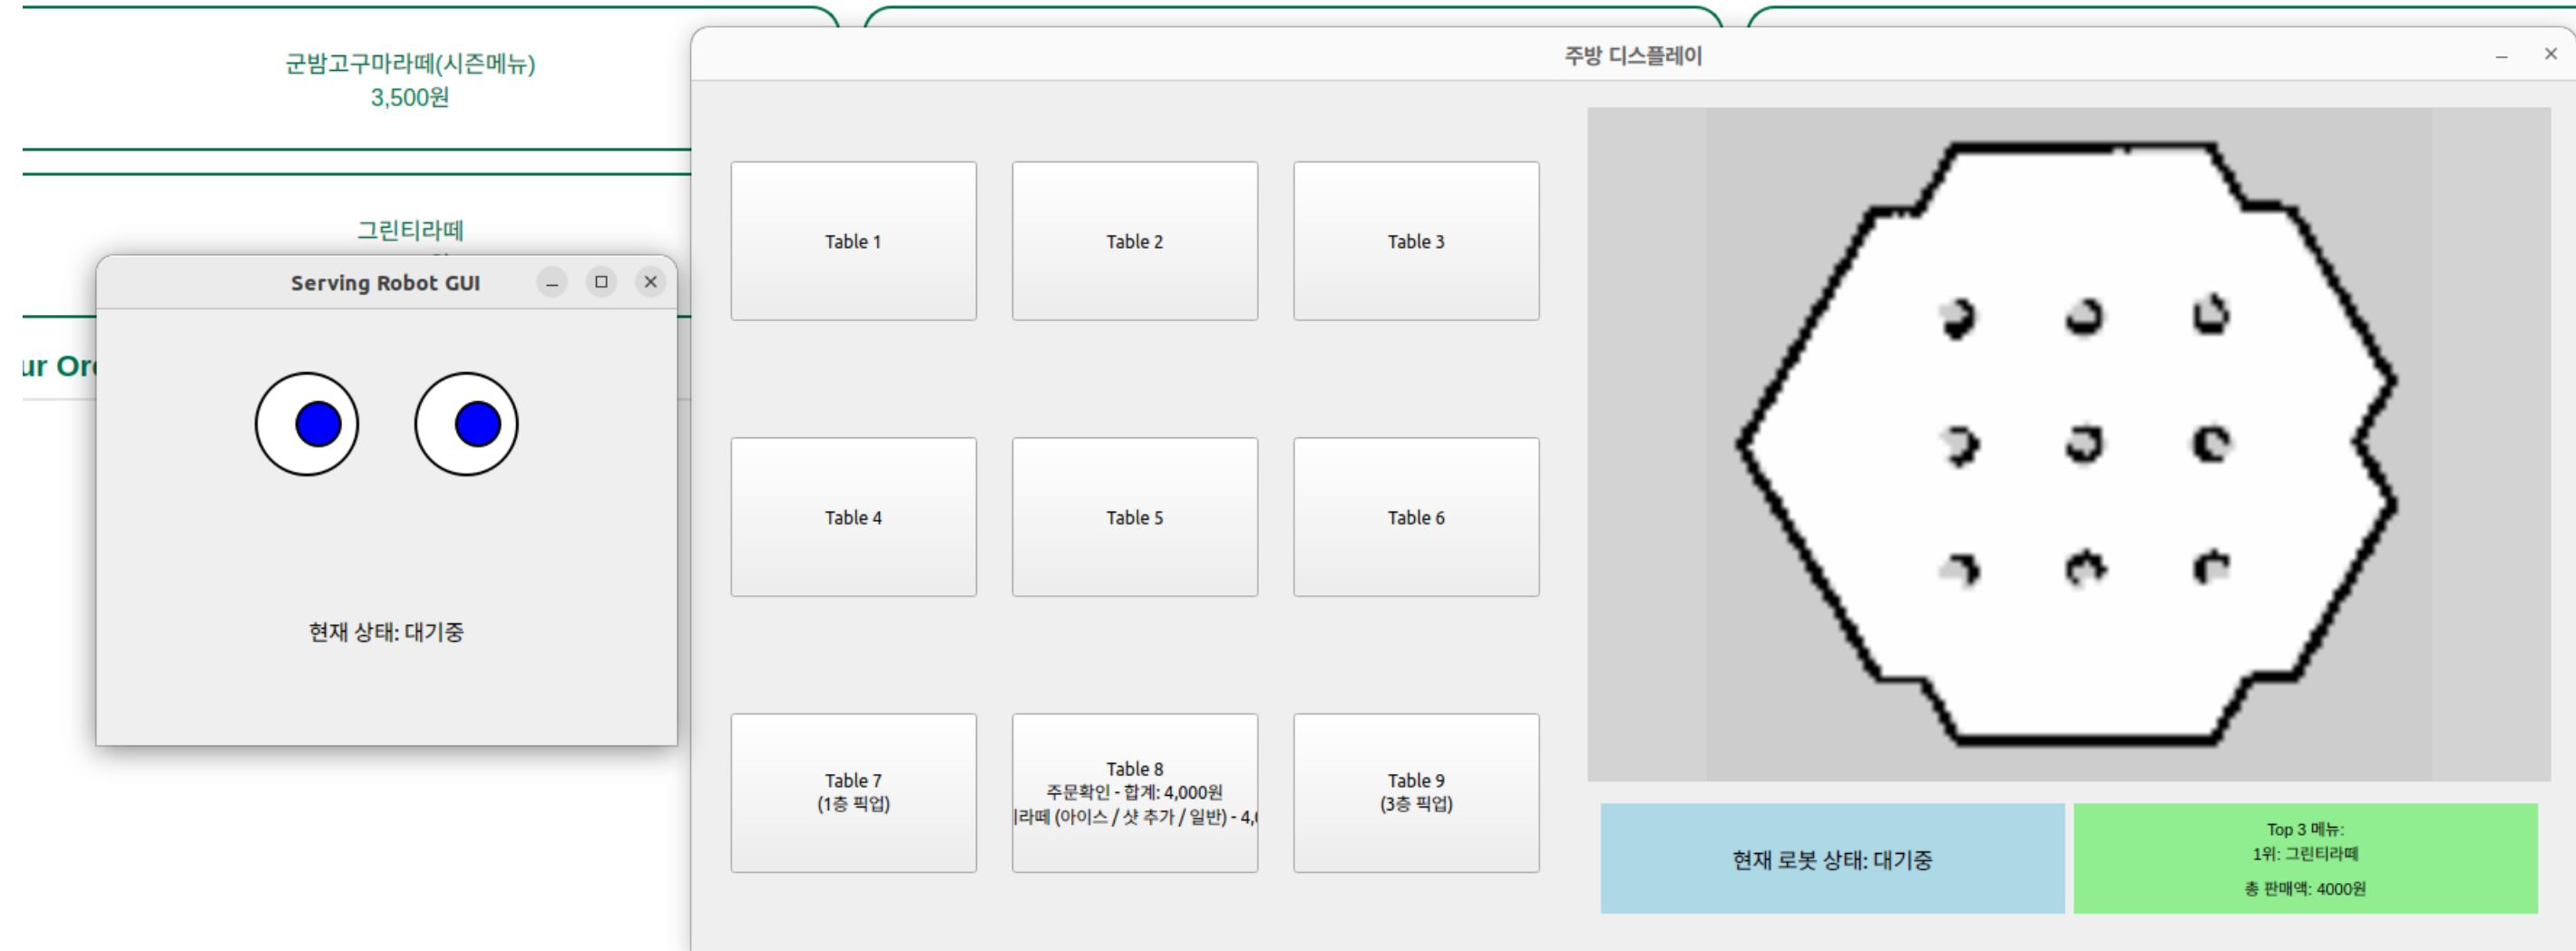 군밤고구마라떼(시즌메뉴)
3,500원
그린티라떼
ur Or
Serving Robot GUI
현재 상태: 대기중
주방 디스플레이
Table 1
Table 2
Table 3
Table 4
Table 5
Table 6
Table 7
(1층 픽업)
Table 8
주문확인 - 합계: 4,000원
라떼 (아이스 / 샷 추가 / 일반) - 4,
Table 9
(3층 픽업)
현재 로봇 상태: 대기중
Top 3 메뉴:
1위: 그린티라떼
총 판매액: 4000원